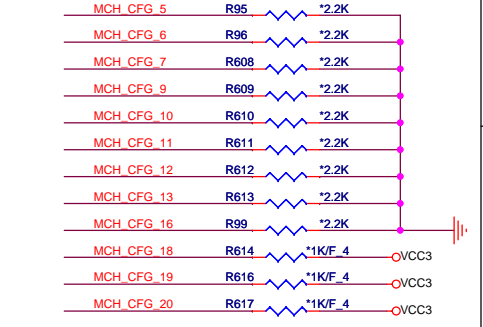 MCH_CFG_5 R95 *2.2K
MCH_CFG_6 R96 *2.2K
MCH_CFG_7 R608 *2.2K
MCH_CFG_9 R609 *2.2K
MCH_CFG_10 R610 *2.2K
MCH_CFG_11 R611 *2.2K
MCH_CFG_12 R612 *2.2K
MCH_CFG_13 R613 *2.2K
MCH_CFG_16 R99 *2.2K
MCH_CFG_18 R614 *1K/F_4 VCC3
MCH_CFG_19 R616 *1K/F_4 VCC3
MCH_CFG_20 R617 *1K/F_4 VCC3